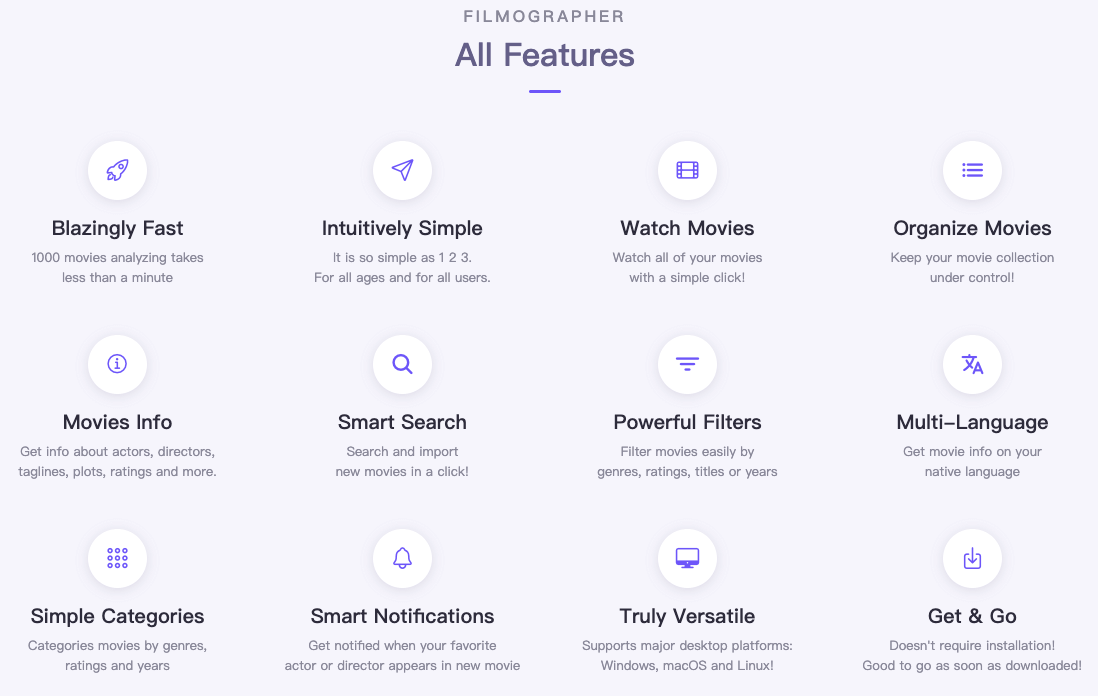 FILMOGRAPHER
All Features
Blazingly Fast
1000 movies analyzing takes
less than a minute
Intuitively Simple
It is so simple as 1 2 3.
For all ages and for all users.
Watch Movies
Watch all of your movies
with a simple click!
Organize Movies
Keep your movie collection
under control!
Movies Info
Get info about actors, directors,
taglines, plots, ratings and more.
Smart Search
Search and import
new movies in a click!
Powerful Filters
Filter movies easily by
genres, ratings, titles or years
Multi-Language
Get movie info on your
native language
Simple Categories
Categories movies by genres,
ratings and years
Smart Notifications
Get notified when your favorite
actor or director appears in new movie
Truly Versatile
Supports major desktop platforms:
Windows, macOS and Linux!
Get & Go
Doesn't require installation!
Good to go as soon as downloaded!